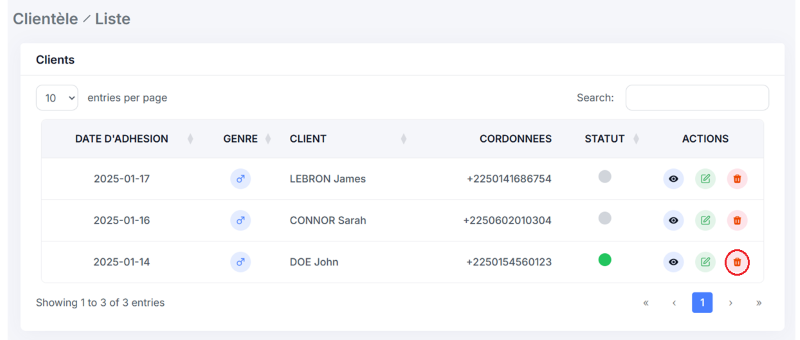 Clientèle / Liste
Clients
10 entries per page Search:
DATE D'ADHESION GENRE CLIENT CORDONNEES STATUT ACTIONS
2025-01-17 LEBRON James +2250141686754
2025-01-16 CONNOR Sarah +2250602010304
2025-01-14 DOE John +2250154560123
Showing 1 to 3 of 3 entries « ‹ 1 › »